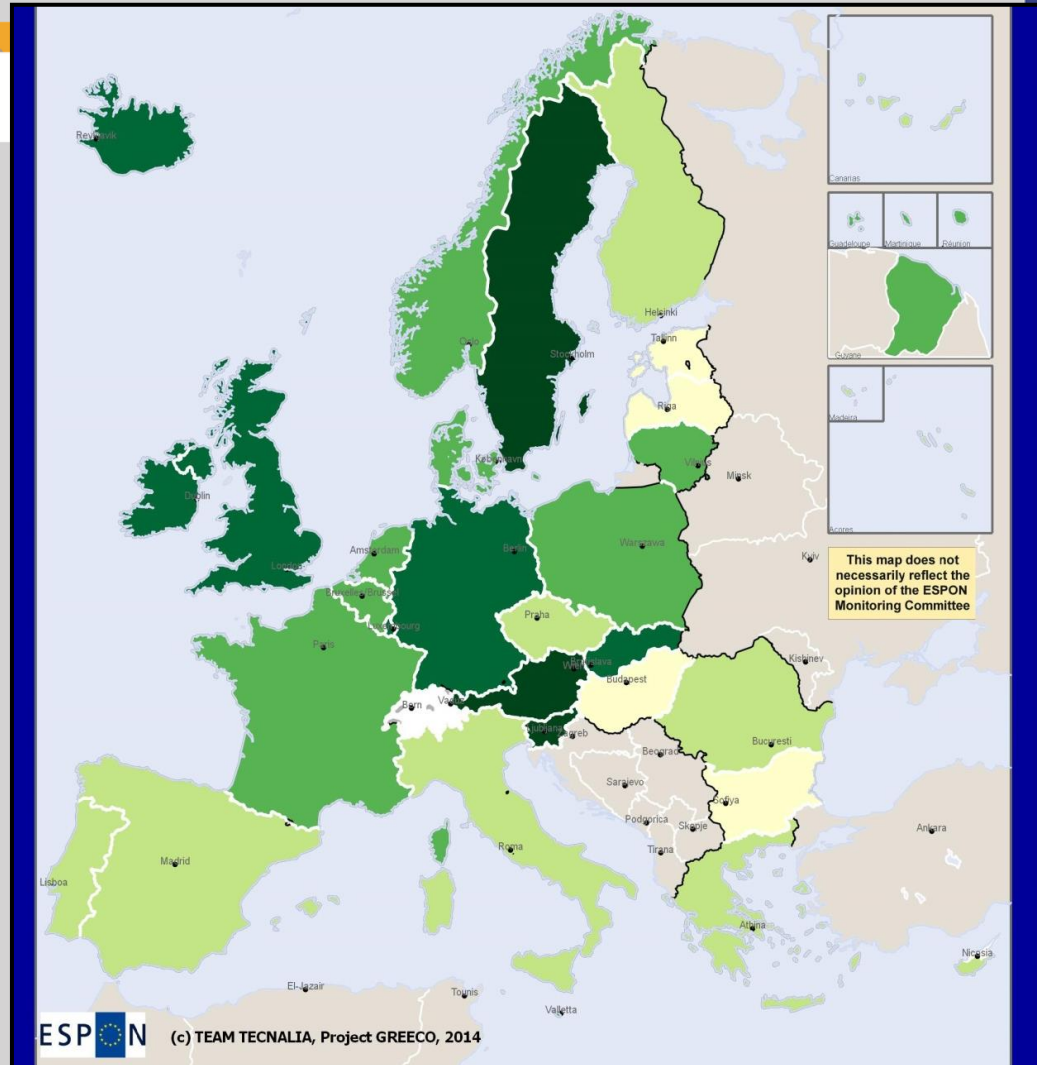 Reykjavik
Canarias
Guadeloupe
Martinique
Réunion
Guyane
Madeira
Acores
Helsinki
Tallinn
Oslo
Stockholm
Riga
København
Vilnius
Minsk
Dublin
London
Amsterdam
Berlin
Warszawa
Kyiv
This map does not
necessarily reflect the
opinion of the ESPON
Monitoring Committee
Bruxelles/Brussel
Praha
Luxembourg
Paris
Kishinev
Wien
Bratislava
Budapest
Bern
Vaduz
Ljubljana
Zagreb
Bucuresti
Beograd
Sarajevo
Sofiya
Podgorica
Skopje
Ankara
Roma
Tirana
Madrid
Lisboa
Athina
Nicosia
El-Jazair
Tounis
Valletta
ESPON
(c) TEAM TECNALIA, Project GREECO, 2014